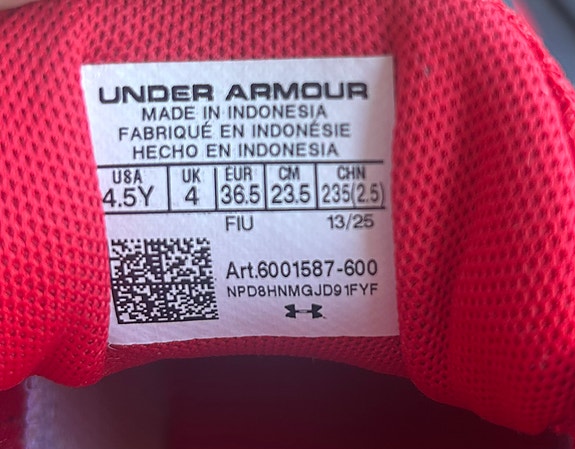 UNDER ARMOUR
MADE IN INDONESIA
FABRIQUÉ EN INDONÉSIE
HECHO EN INDONESIA
USA UK EUR CM CHN
4.5Y 4 36.5 23.5 235(2.5)
FIU 13/25
Art.6001587-600
NPD8HNMGJD91FYF